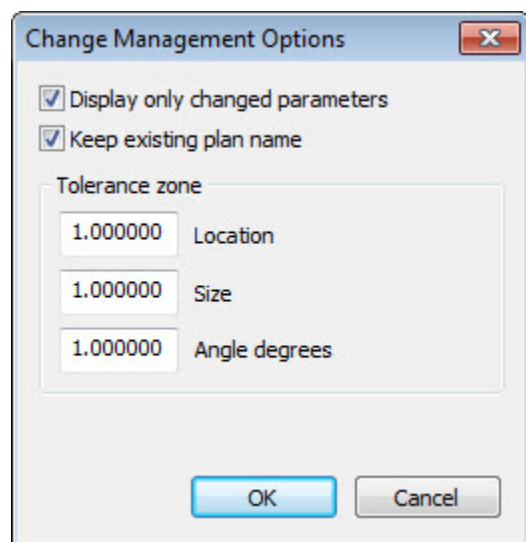 Change Management Options
Display only changed parameters
Keep existing plan name
Tolerance zone
1.000000 Location
1.000000 Size
1.000000 Angle degrees
OK Cancel